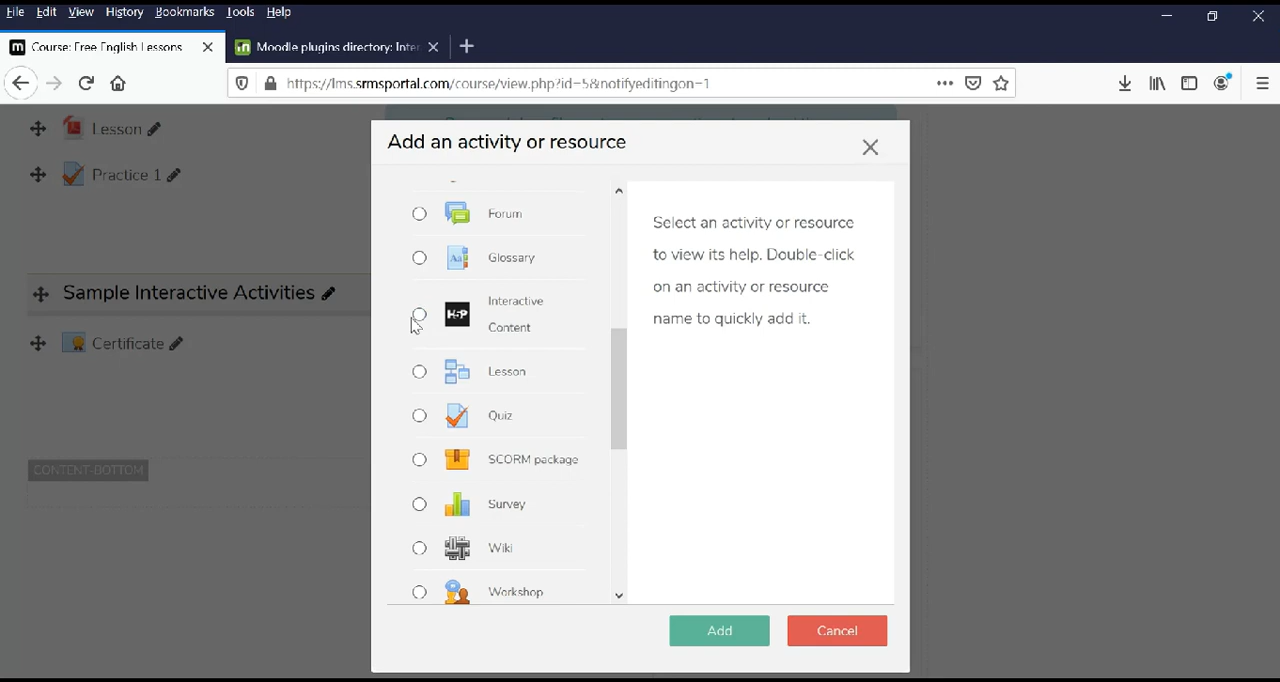 File Edit View History Bookmarks Tools Help
Course: Free English Lessons
Moodle plugins directory: Inter
https://lms.srmsportal.com/course/view.php?id=5&notifyeditingon=1
Lesson
Practice 1
Sample Interactive Activities
Certificate
CONTENT-BOTTOM
Add an activity or resource
Forum
Glossary
H5P
Interactive
Content
Lesson
Quiz
SCORM package
Survey
Wiki
Workshop
Select an activity or resource
to view its help. Double-click
on an activity or resource
name to quickly add it.
Add
Cancel